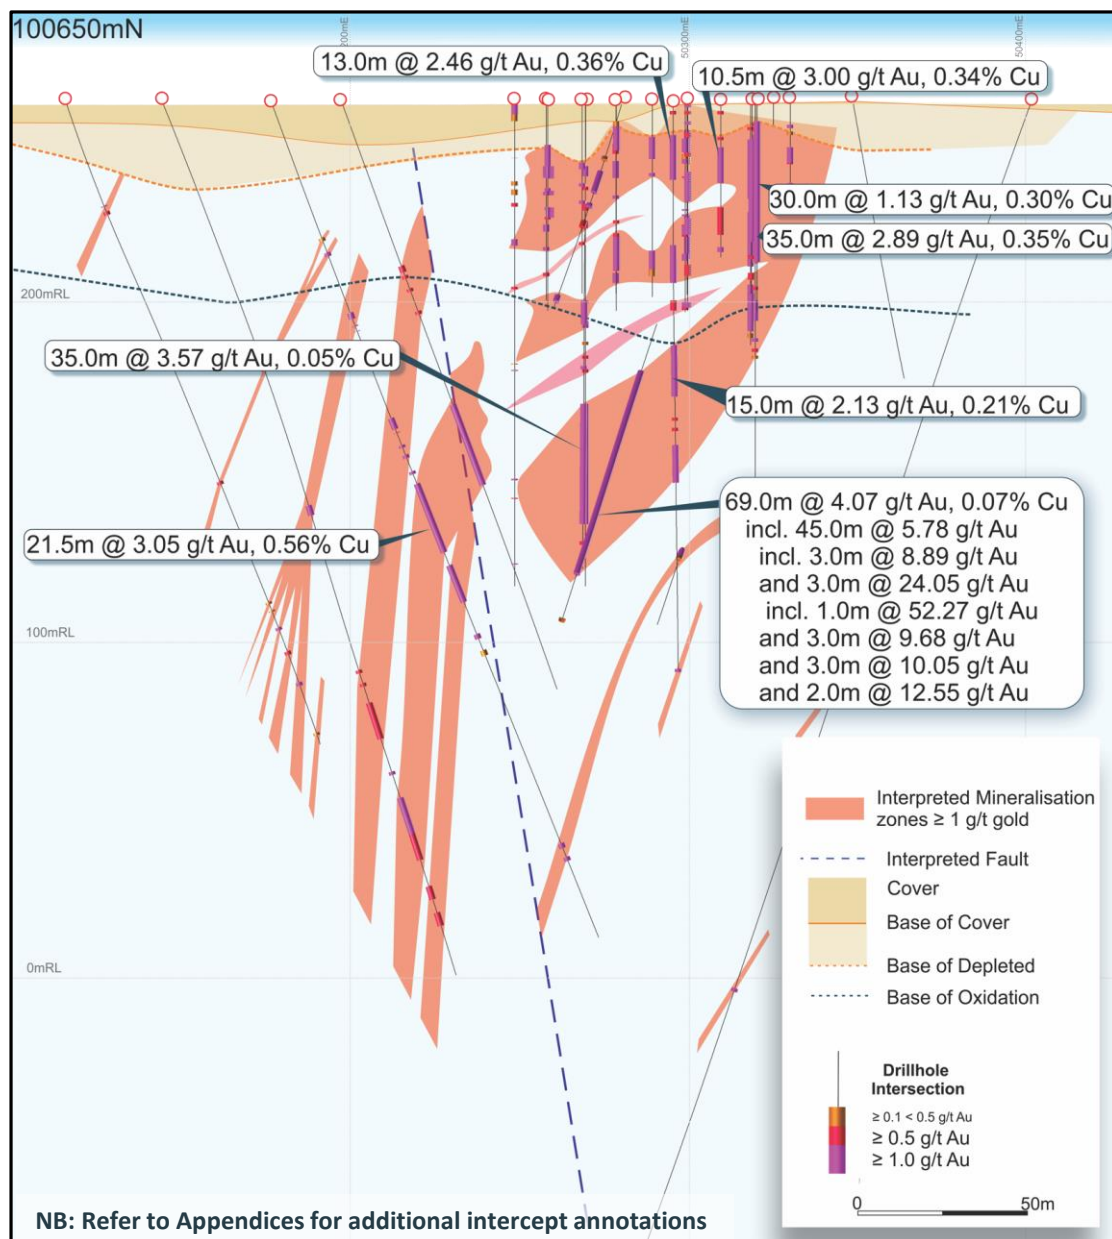 100650mN
200mE
50300mE
50400mE
13.0m @ 2.46 g/t Au, 0.36% Cu
10.5m @ 3.00 g/t Au, 0.34% Cu
30.0m @ 1.13 g/t Au, 0.30% Cu
35.0m @ 2.89 g/t Au, 0.35% Cu
200mRL
35.0m @ 3.57 g/t Au, 0.05% Cu
15.0m @ 2.13 g/t Au, 0.21% Cu
21.5m @ 3.05 g/t Au, 0.56% Cu
69.0m @ 4.07 g/t Au, 0.07% Cu
incl. 45.0m @ 5.78 g/t Au
incl. 3.0m @ 8.89 g/t Au
and 3.0m @ 24.05 g/t Au
incl. 1.0m @ 52.27 g/t Au
and 3.0m @ 9.68 g/t Au
and 3.0m @ 10.05 g/t Au
and 2.0m @ 12.55 g/t Au
100mRL
0mRL
Interpreted Mineralisation
zones ≥ 1 g/t gold
Interpreted Fault
Cover
Base of Cover
Base of Depleted
Base of Oxidation
Drillhole
Intersection
≥ 0.1 < 0.5 g/t Au
≥ 0.5 g/t Au
≥ 1.0 g/t Au
0 50m
NB: Refer to Appendices for additional intercept annotations